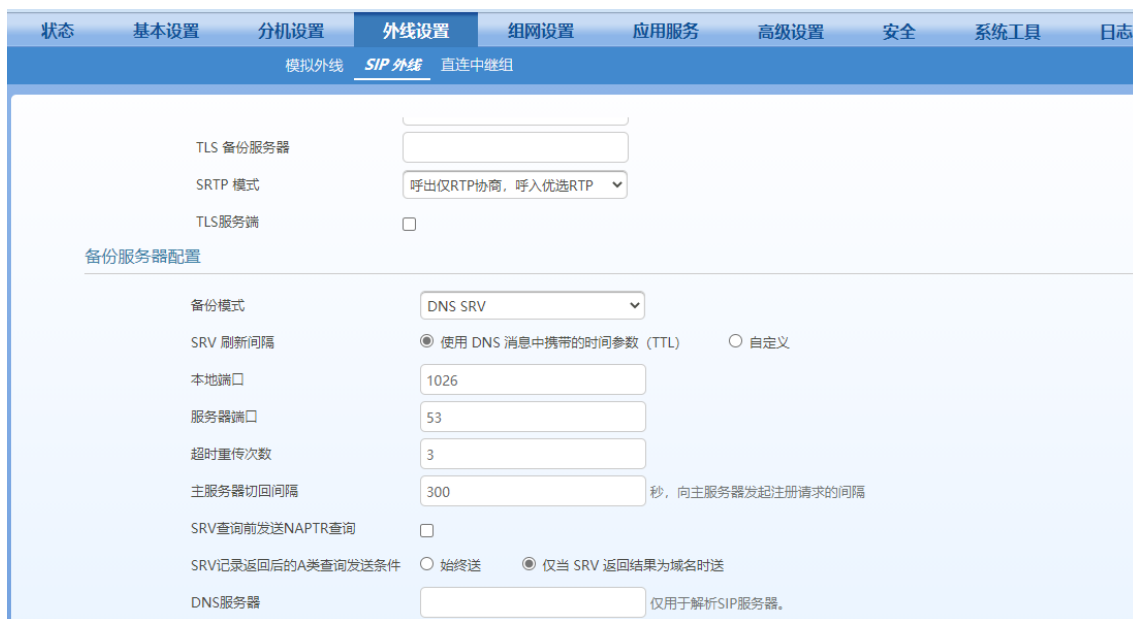 状态 基本设置 分机设置 外线设置 组网设置 应用服务 高级设置 安全 系统工具 日志
模拟外线 SIP 外线 直连中继组
TLS 备份服务器
SRTP 模式 呼出仅RTP协商，呼入优选RTP
TLS服务端
备份服务器配置
备份模式 DNS SRV
SRV 刷新间隔 使用 DNS 消息中携带的时间参数（TTL） 自定义
本地端口 1026
服务器端口 53
超时重传次数 3
主服务器切回间隔 300 秒，向主服务器发起注册请求的间隔
SRV查询前发送NAPTR查询
SRV记录返回后的A类查询发送条件 始终送 仅当 SRV 返回结果为域名时送
DNS服务器 仅用于解析SIP服务器。